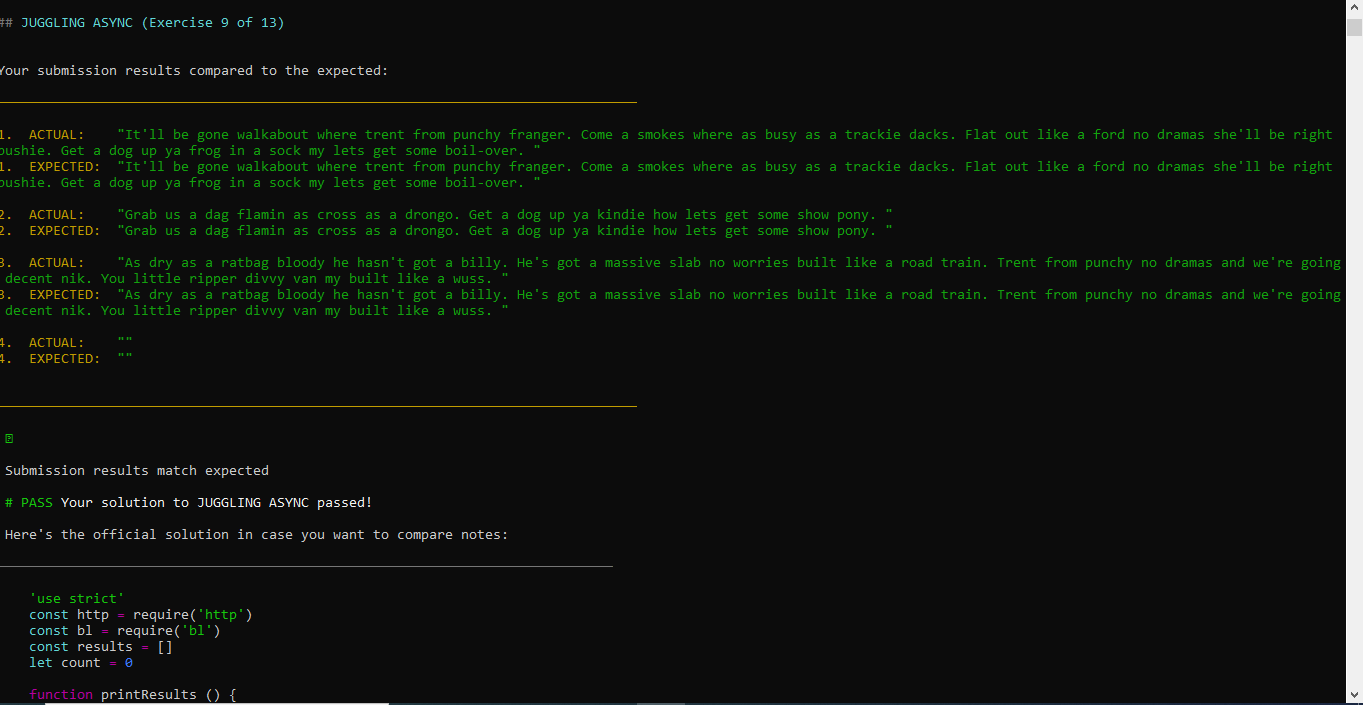 ## JUGGLING ASYNC (Exercise 9 of 13)
Your submission results compared to the expected:
1. ACTUAL: "It'll be gone walkabout where trent from punchy franger. Come a smokes where as busy as a trackie dacks. Flat out like a ford no dramas she'll be right
bushie. Get a dog up ya frog in a sock my lets get some boil-over. "
1. EXPECTED: "It'll be gone walkabout where trent from punchy franger. Come a smokes where as busy as a trackie dacks. Flat out like a ford no dramas she'll be right
bushie. Get a dog up ya frog in a sock my lets get some boil-over. "
2. ACTUAL: "Grab us a dag flamin as cross as a drongo. Get a dog up ya kindie how lets get some show pony. "
2. EXPECTED: "Grab us a dag flamin as cross as a drongo. Get a dog up ya kindie how lets get some show pony. "
3. ACTUAL: "As dry as a ratbag bloody he hasn't got a billy. He's got a massive slab no worries built like a road train. Trent from punchy no dramas and we're going
decent nik. You little ripper divvy van my built like a wuss. "
3. EXPECTED: "As dry as a ratbag bloody he hasn't got a billy. He's got a massive slab no worries built like a road train. Trent from punchy no dramas and we're going
decent nik. You little ripper divvy van my built like a wuss. "
4. ACTUAL: ""
4. EXPECTED: ""
Submission results match expected
# PASS Your solution to JUGGLING ASYNC passed!
Here's the official solution in case you want to compare notes:
'use strict'
const http = require('http')
const bl = require('bl')
const results = []
let count = 0
function printResults () {